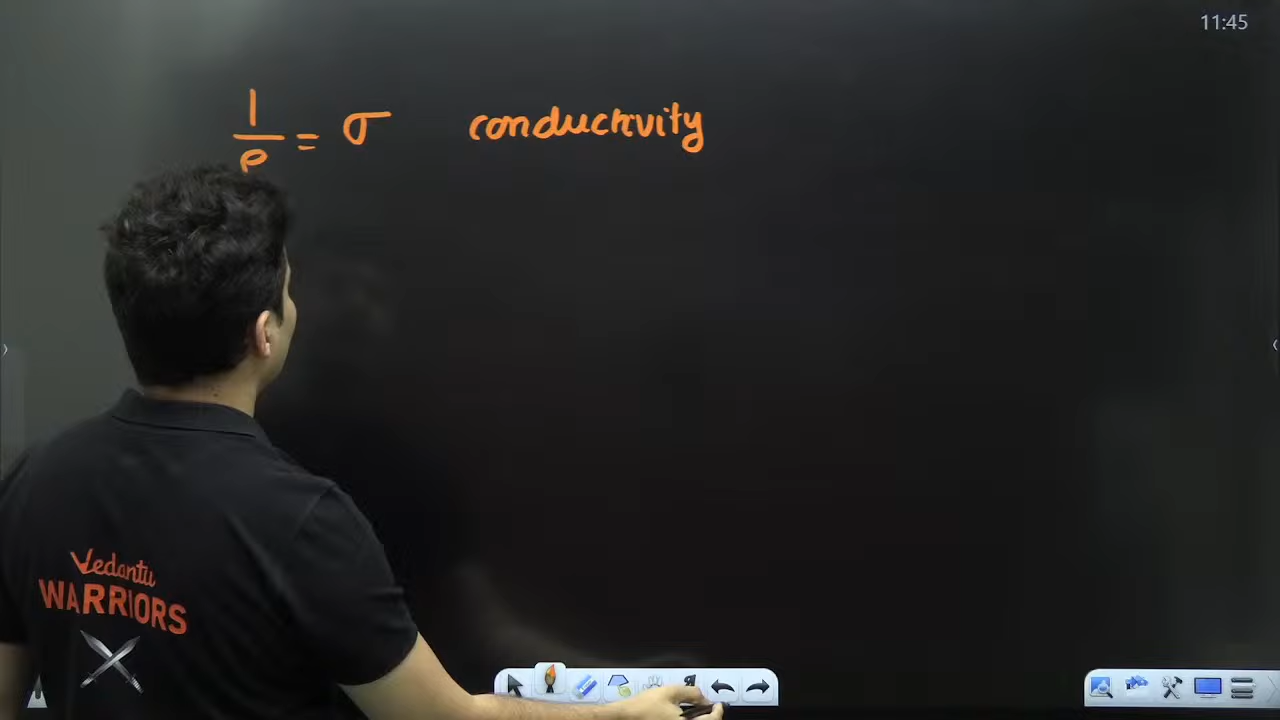 11:45
1/ρ = σ conductivity
Vedantu
WARRIORS